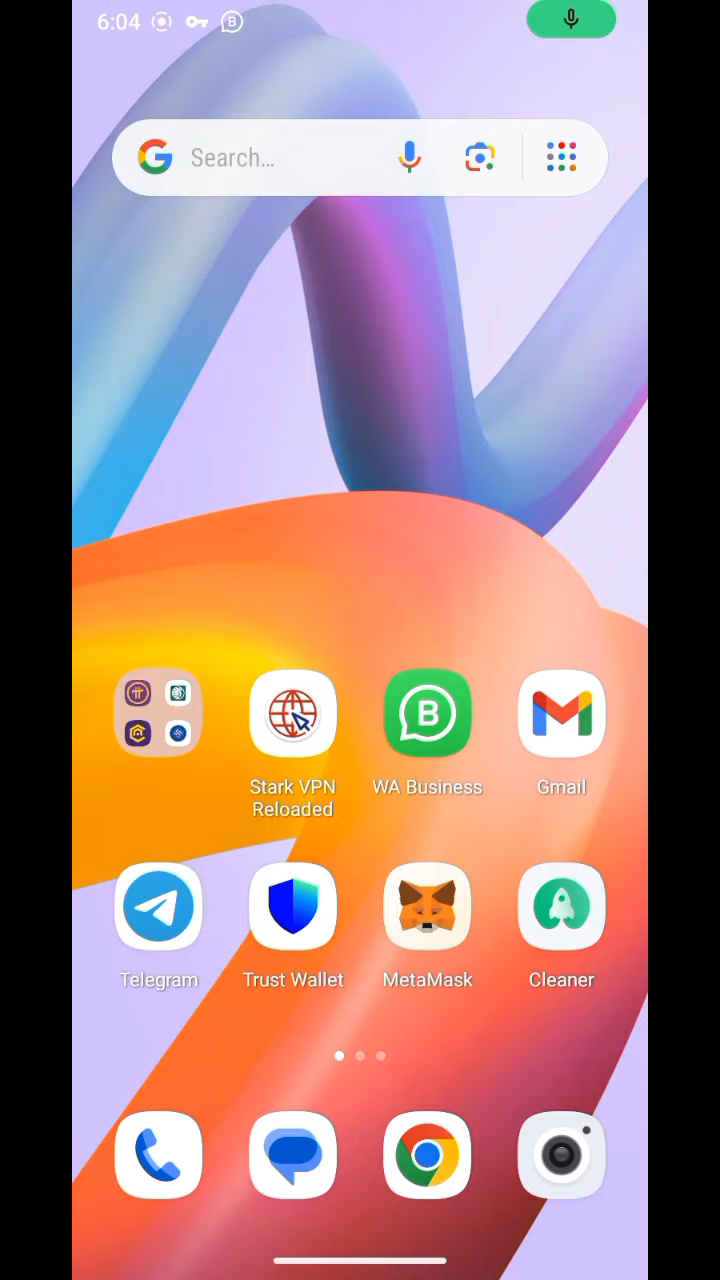 6:04
Search...
B
Stark VPN
Reloaded
WA Business
Gmail
Telegram
Trust Wallet
MetaMask
Cleaner